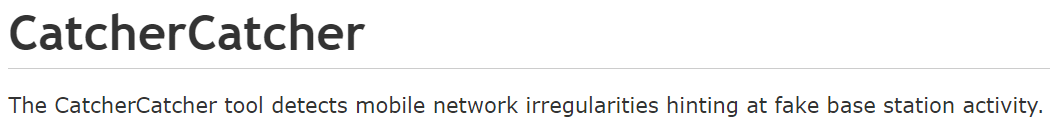 CatcherCatcher
The CatcherCatcher tool detects mobile network irregularities hinting at fake base station activity.